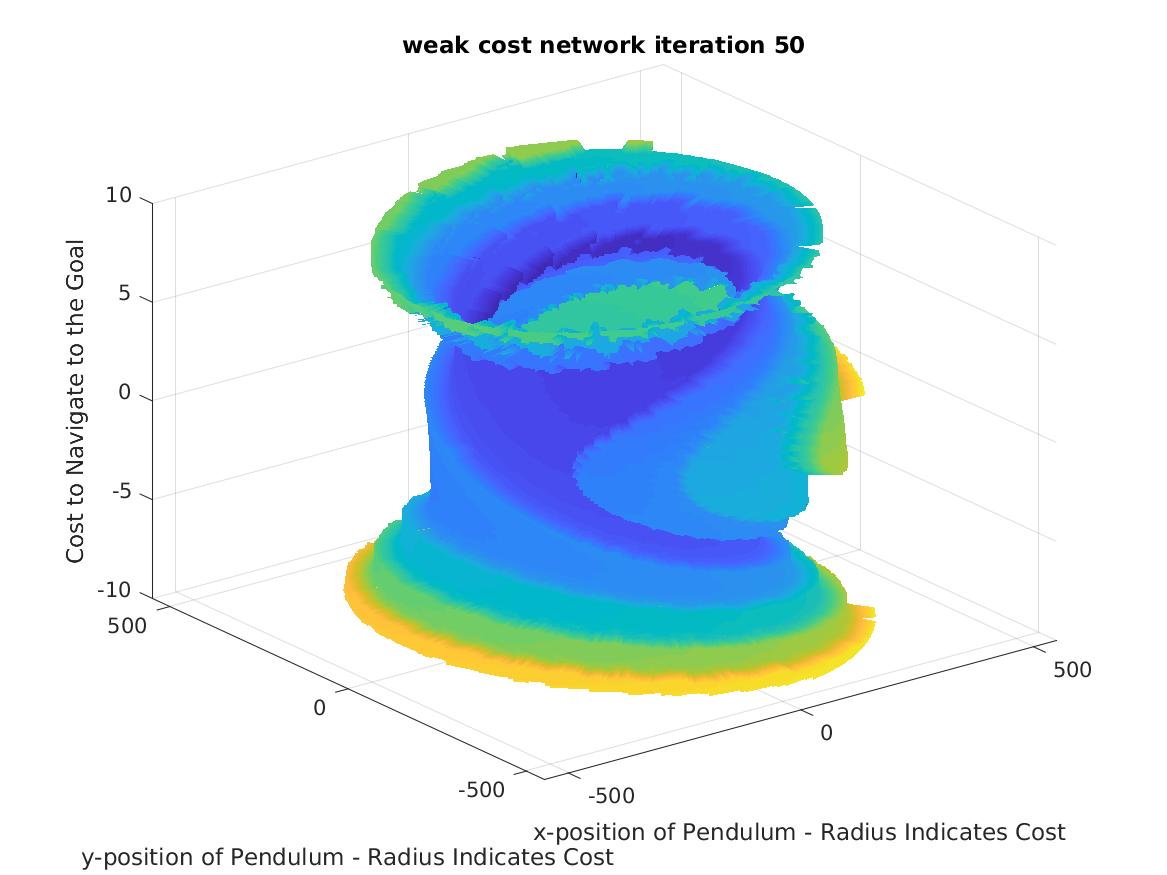 weak cost network iteration 50
10
5
0
-5
-10
Cost to Navigate to the Goal
500
0
-500
-500
0
500
x-position of Pendulum - Radius Indicates Cost
y-position of Pendulum - Radius Indicates Cost